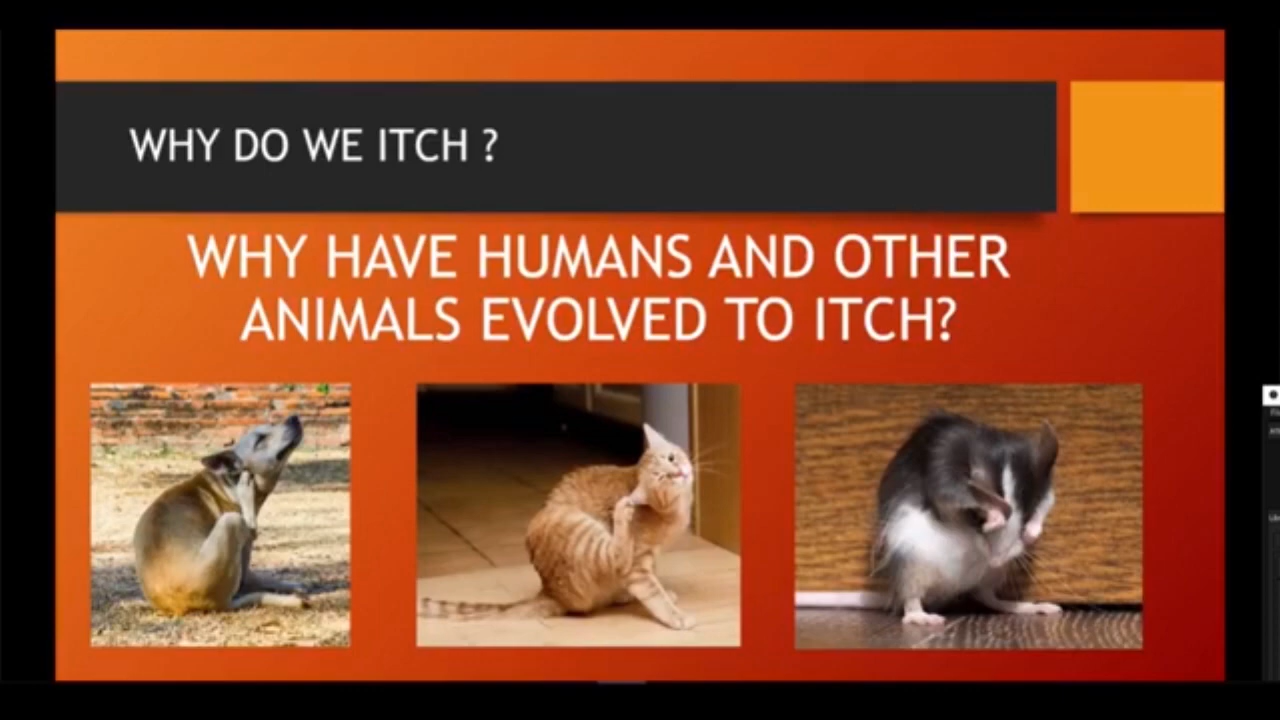 WHY DO WE ITCH ?
WHY HAVE HUMANS AND OTHER
ANIMALS EVOLVED TO ITCH?